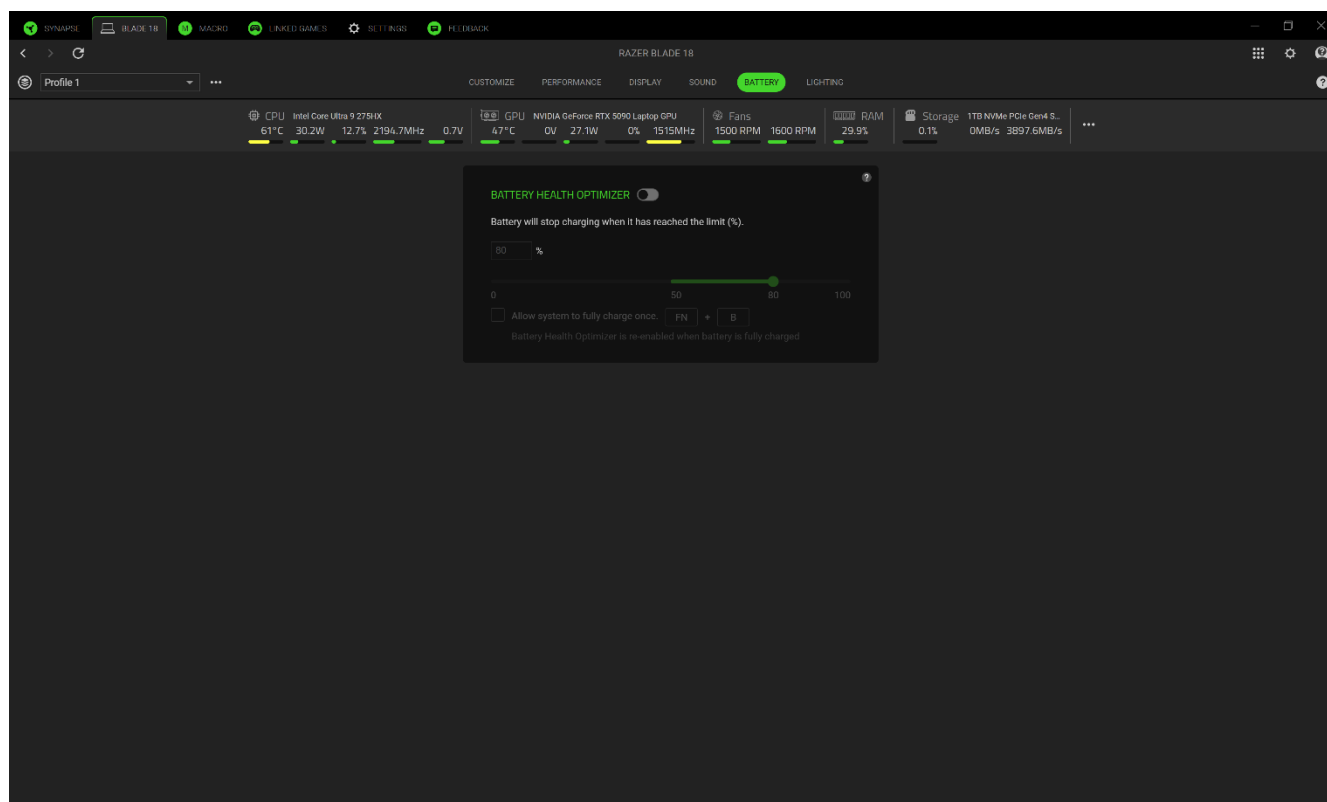 SYNAPSE BLADE 18 MACRO LINKED GAMES SETTINGS FEEDBACK
RAZER BLADE 18
Profile 1 CUSTOMIZE PERFORMANCE DISPLAY SOUND BATTERY LIGHTING
CPU Intel Core Ultra 9 275HX GPU NVIDIA GeForce RTX 5090 Laptop GPU Fans RAM Storage 1TB NVMe PCIe Gen4 S...
61°C 30.2W 12.7% 2194.7MHz 0.7V 47°C 0V 27.1W 0% 1515MHz 1500 RPM 1600 RPM 29.9% 0.1% 0MB/s 3897.6MB/s
BATTERY HEALTH OPTIMIZER
Battery will stop charging when it has reached the limit (%).
80 %
0 50 80 100
Allow system to fully charge once. FN + B
Battery Health Optimizer is re-enabled when battery is fully charged